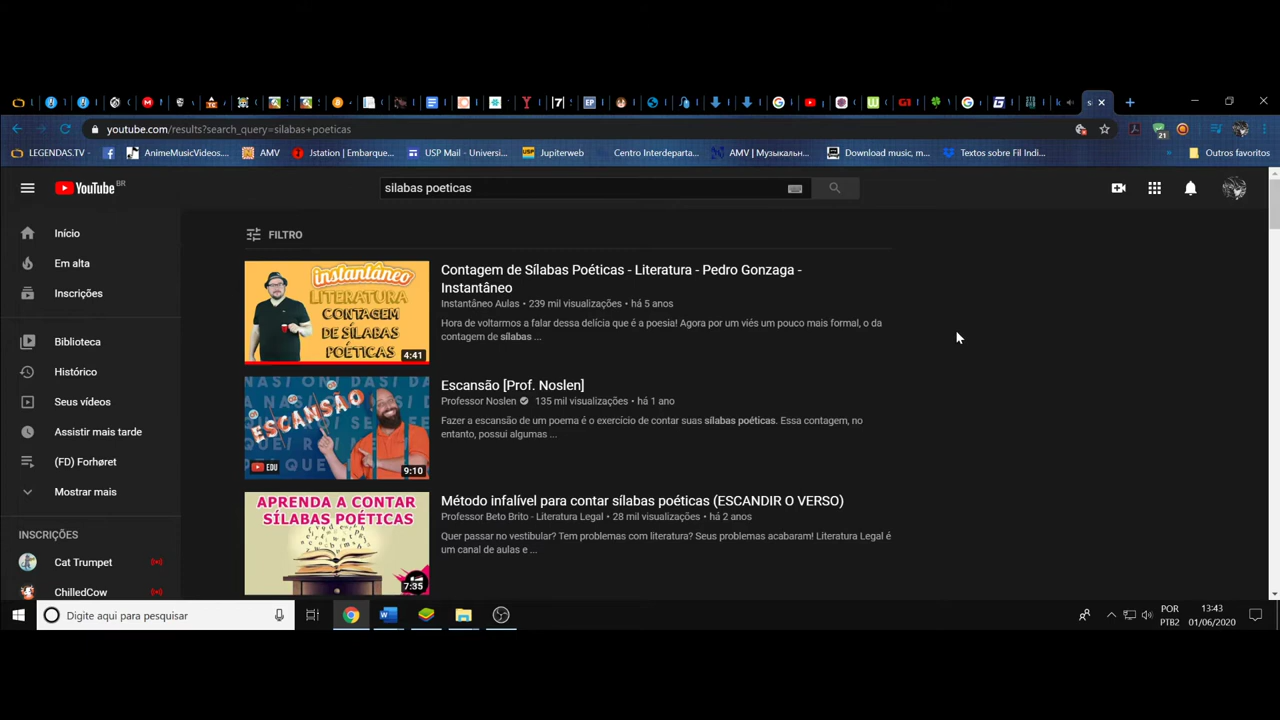 youtube.com/results?search_query=silabas+poeticas
21
LEGENDAS.TV
AnimeMusicVideos....
AMV
Jstation | Embarque...
USP Mail - Universi...
Jupiterweb
Centro Interdeparta...
AMV | Музыкальн...
Download music, m...
Textos sobre Fil Indi...
»
Outros favoritos
YouTube BR
silabas poeticas
Início
Em alta
Inscrições
Biblioteca
Histórico
Seus vídeos
Assistir mais tarde
(FD) Forhøret
Mostrar mais
INSCRIÇÕES
Cat Trumpet
ChilledCow
FILTRO
instantâneo
LITERATURA
CONTAGEM
DE SÍLABAS
POÉTICAS
4:41
Contagem de Sílabas Poéticas - Literatura - Pedro Gonzaga -
Instantâneo
Instantâneo Aulas • 239 mil visualizações • há 5 anos
Hora de voltarmos a falar dessa delícia que é a poesia! Agora por um viés um pouco mais formal, o da
contagem de sílabas ...
ESCANSÃO
EDU
9:10
Escansão [Prof. Noslen]
Professor Noslen 135 mil visualizações • há 1 ano
Fazer a escansão de um poema é o exercício de contar suas sílabas poéticas. Essa contagem, no
entanto, possui algumas ...
APRENDA A CONTAR
SÍLABAS POÉTICAS
7:35
Método infalível para contar sílabas poéticas (ESCANDIR O VERSO)
Professor Beto Brito - Literatura Legal • 28 mil visualizações • há 2 anos
Quer passar no vestibular? Tem problemas com literatura? Seus problemas acabaram! Literatura Legal é
um canal de aulas e ...
Digite aqui para pesquisar
POR
PTB2
13:43
01/06/2020